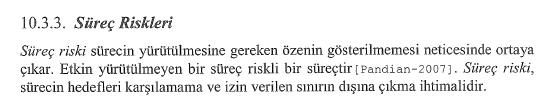 10.3.3. Süreç Riskleri
Süreç riski sürecin yürütülmesine gereken özenin gösterilmemesi neticesinde ortaya
çıkar. Etkin yürütülmeyen bir süreç riskli bir süreçtir[Pandian-2007]. Süreç riski,
sürecin hedefleri karşılamama ve izin verilen sınırın dışına çıkma ihtimalidir.